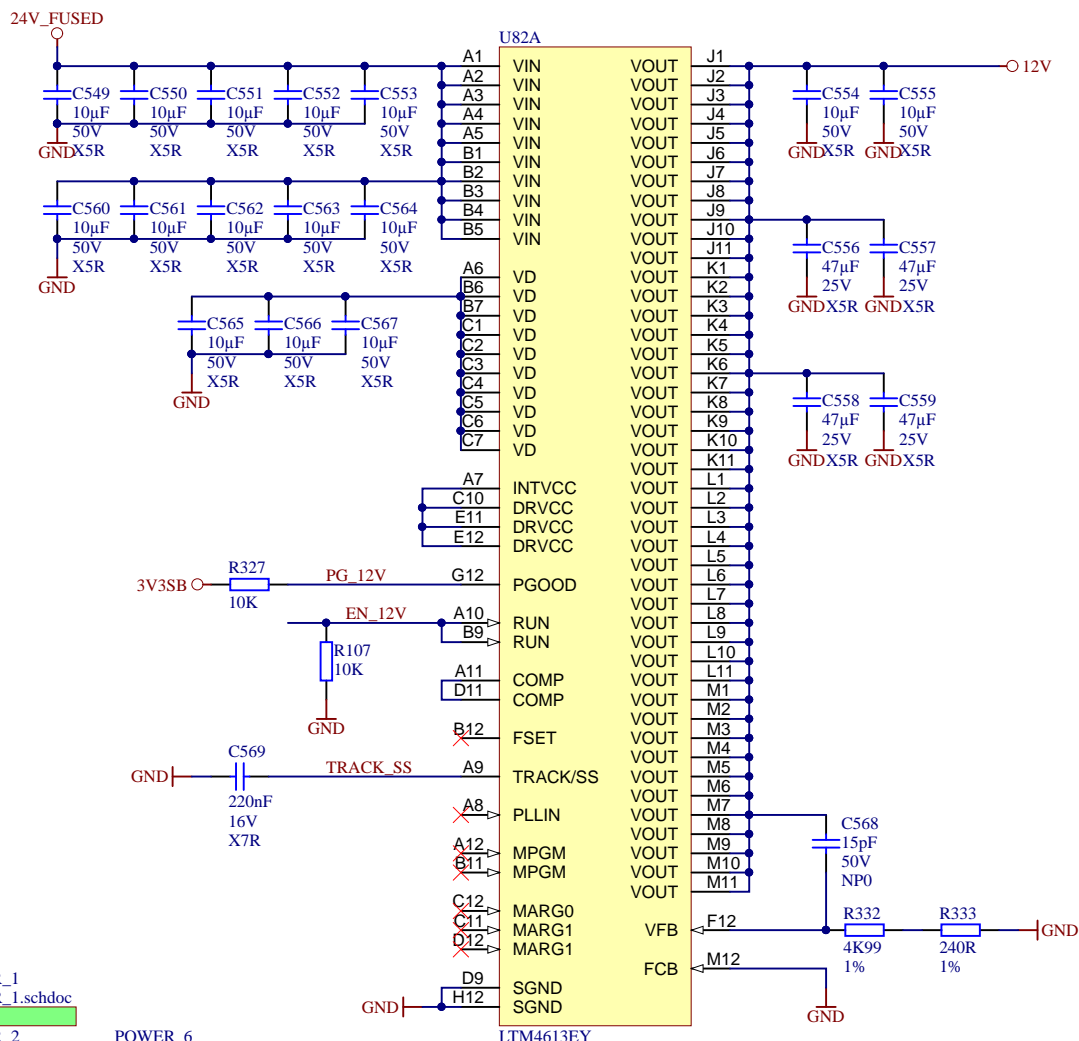 24V_FUSED
U82A
A1 VIN VOUT J1
12V
A2 VIN VOUT J2
A3 VIN VOUT J3
A4 VIN VOUT J4
A5 VIN VOUT J5
B1 VIN VOUT J6
B2 VIN VOUT J7
B3 VIN VOUT J8
B4 VIN VOUT J9
B5 VIN VOUT J10
VOUT J11
A6 VD VOUT K1
B6 VD VOUT K2
B7 VD VOUT K3
C1 VD VOUT K4
C2 VD VOUT K5
C3 VD VOUT K6
C4 VD VOUT K7
C5 VD VOUT K8
C6 VD VOUT K9
C7 VD VOUT K10
VOUT K11
A7 INTVCC VOUT L1
C10 DRVCC VOUT L2
E11 DRVCC VOUT L3
E12 DRVCC VOUT L4
VOUT L5
G12 PGOOD VOUT L6
VOUT L7
A10 RUN VOUT L8
B9 RUN VOUT L9
VOUT L10
A11 COMP VOUT L11
D11 COMP VOUT M1
VOUT M2
B12 FSET VOUT M3
VOUT M4
A9 TRACK/SS VOUT M5
VOUT M6
A8 PLLIN VOUT M7
VOUT M8
A12 MPGM VOUT M9
B11 MPGM VOUT M10
VOUT M11
C12 MARG0
C11 MARG1 VFB F12
D12 MARG1
FCB M12
D9 SGND
H12 SGND
LTM4613EY
C549
10µF
50V
X5R
C550
10µF
50V
X5R
C551
10µF
50V
X5R
C552
10µF
50V
X5R
C553
10µF
50V
X5R
GND
C560
10µF
50V
X5R
C561
10µF
50V
X5R
C562
10µF
50V
X5R
C563
10µF
50V
X5R
C564
10µF
50V
X5R
GND
C565
10µF
50V
X5R
C566
10µF
50V
X5R
C567
10µF
50V
X5R
GND
3V3SB
R327
10K
PG_12V
EN_12V
R107
10K
GND
GND
C569
220nF
16V
X7R
TRACK_SS
GND
C554
10µF
50V
X5R
GND
C555
10µF
50V
X5R
GND
C556
47µF
25V
X5R
GND
C557
47µF
25V
X5R
GND
C558
47µF
25V
X5R
GND
C559
47µF
25V
X5R
GND
C568
15pF
50V
NP0
R332
4K99
1%
R333
240R
1%
GND
GND
R_1
R_1.schdoc
R_2
POWER_6